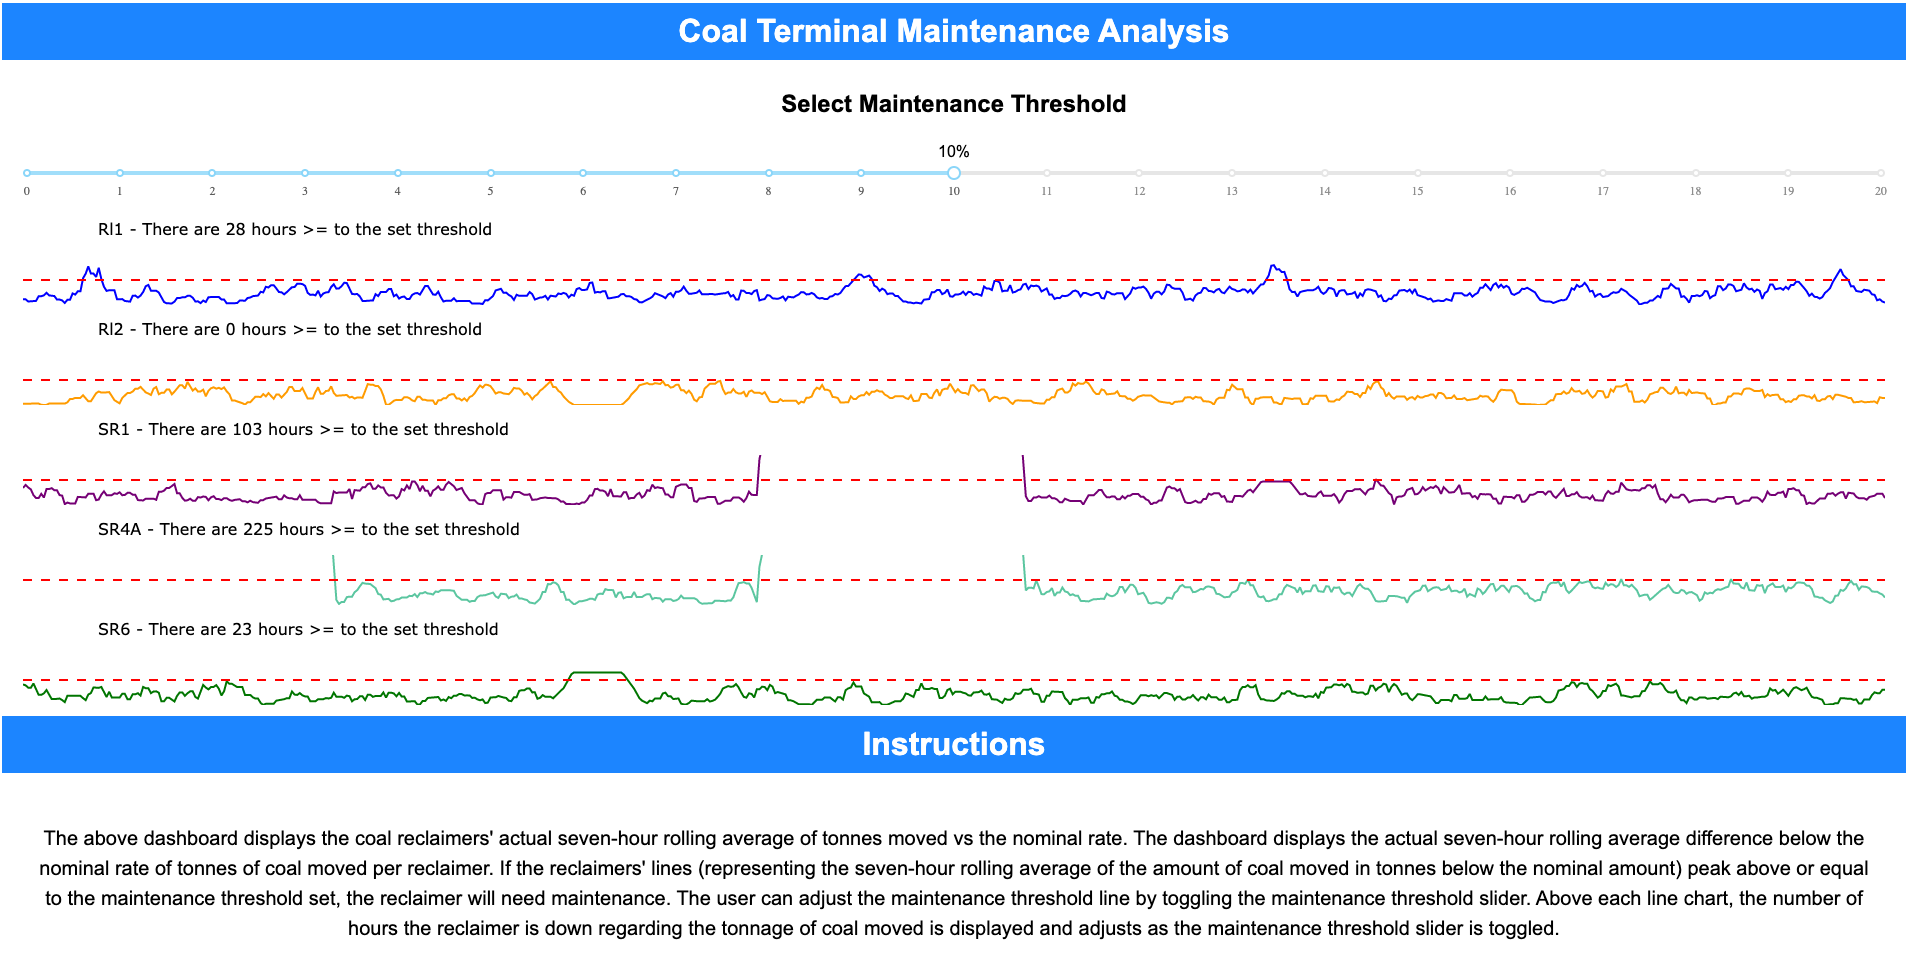 Coal Terminal Maintenance Analysis
Select Maintenance Threshold
10%
0 1 2 3 4 5 6 7 8 9 10 11 12 13 14 15 16 17 18 19 20
Rl1 - There are 28 hours >= to the set threshold
Rl2 - There are 0 hours >= to the set threshold
SR1 - There are 103 hours >= to the set threshold
SR4A - There are 225 hours >= to the set threshold
SR6 - There are 23 hours >= to the set threshold
Instructions
The above dashboard displays the coal reclaimers' actual seven-hour rolling average of tonnes moved vs the nominal rate. The dashboard displays the actual seven-hour rolling average difference below the
nominal rate of tonnes of coal moved per reclaimer. If the reclaimers' lines (representing the seven-hour rolling average of the amount of coal moved in tonnes below the nominal amount) peak above or equal
to the maintenance threshold set, the reclaimer will need maintenance. The user can adjust the maintenance threshold line by toggling the maintenance threshold slider. Above each line chart, the number of
hours the reclaimer is down regarding the tonnage of coal moved is displayed and adjusts as the maintenance threshold slider is toggled.